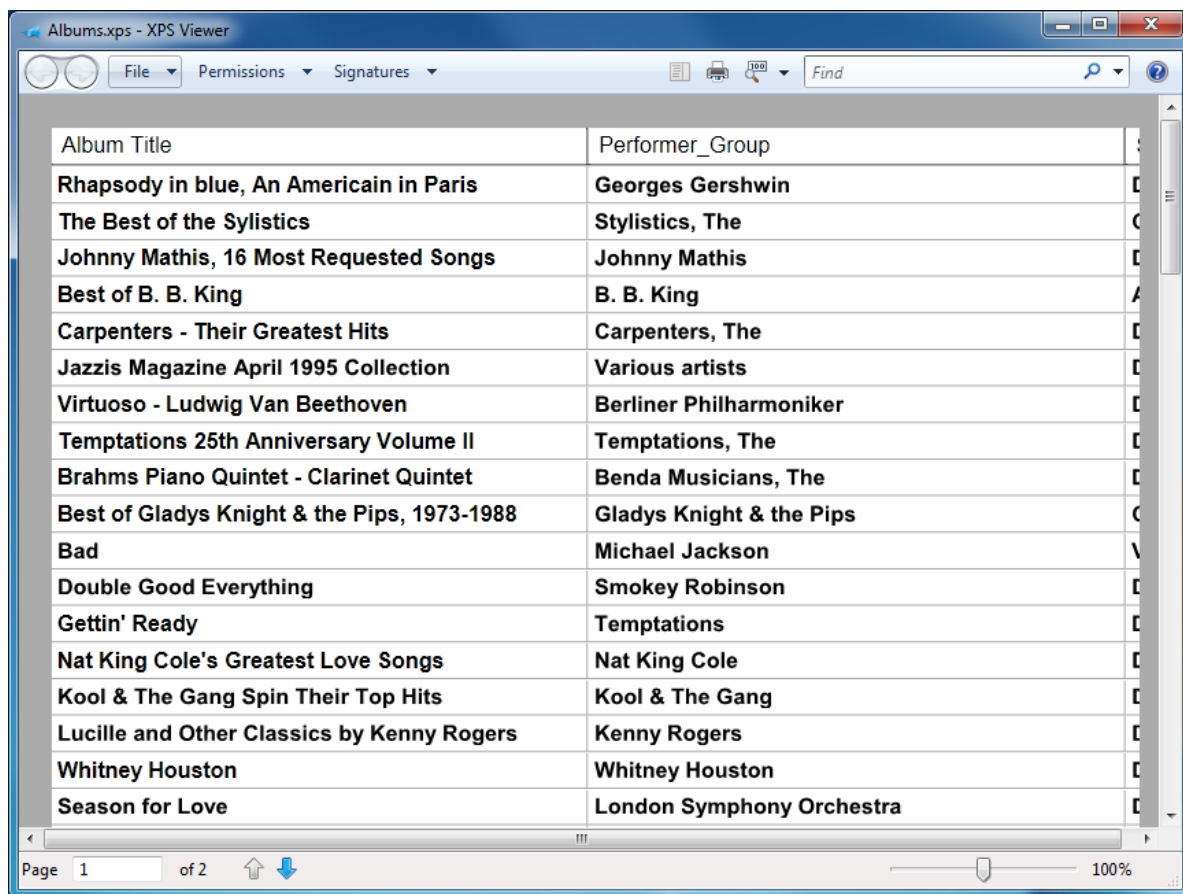 Albums.xps - XPS Viewer
File Permissions Signatures 100 Find
Album Title Performer_Group
Rhapsody in blue, An Americain in Paris Georges Gershwin
The Best of the Sylistics Stylistics, The
Johnny Mathis, 16 Most Requested Songs Johnny Mathis
Best of B. B. King B. B. King
Carpenters - Their Greatest Hits Carpenters, The
Jazzis Magazine April 1995 Collection Various artists
Virtuoso - Ludwig Van Beethoven Berliner Philharmoniker
Temptations 25th Anniversary Volume II Temptations, The
Brahms Piano Quintet - Clarinet Quintet Benda Musicians, The
Best of Gladys Knight & the Pips, 1973-1988 Gladys Knight & the Pips
Bad Michael Jackson
Double Good Everything Smokey Robinson
Gettin' Ready Temptations
Nat King Cole's Greatest Love Songs Nat King Cole
Kool & The Gang Spin Their Top Hits Kool & The Gang
Lucille and Other Classics by Kenny Rogers Kenny Rogers
Whitney Houston Whitney Houston
Season for Love London Symphony Orchestra
Page 1 of 2 100%